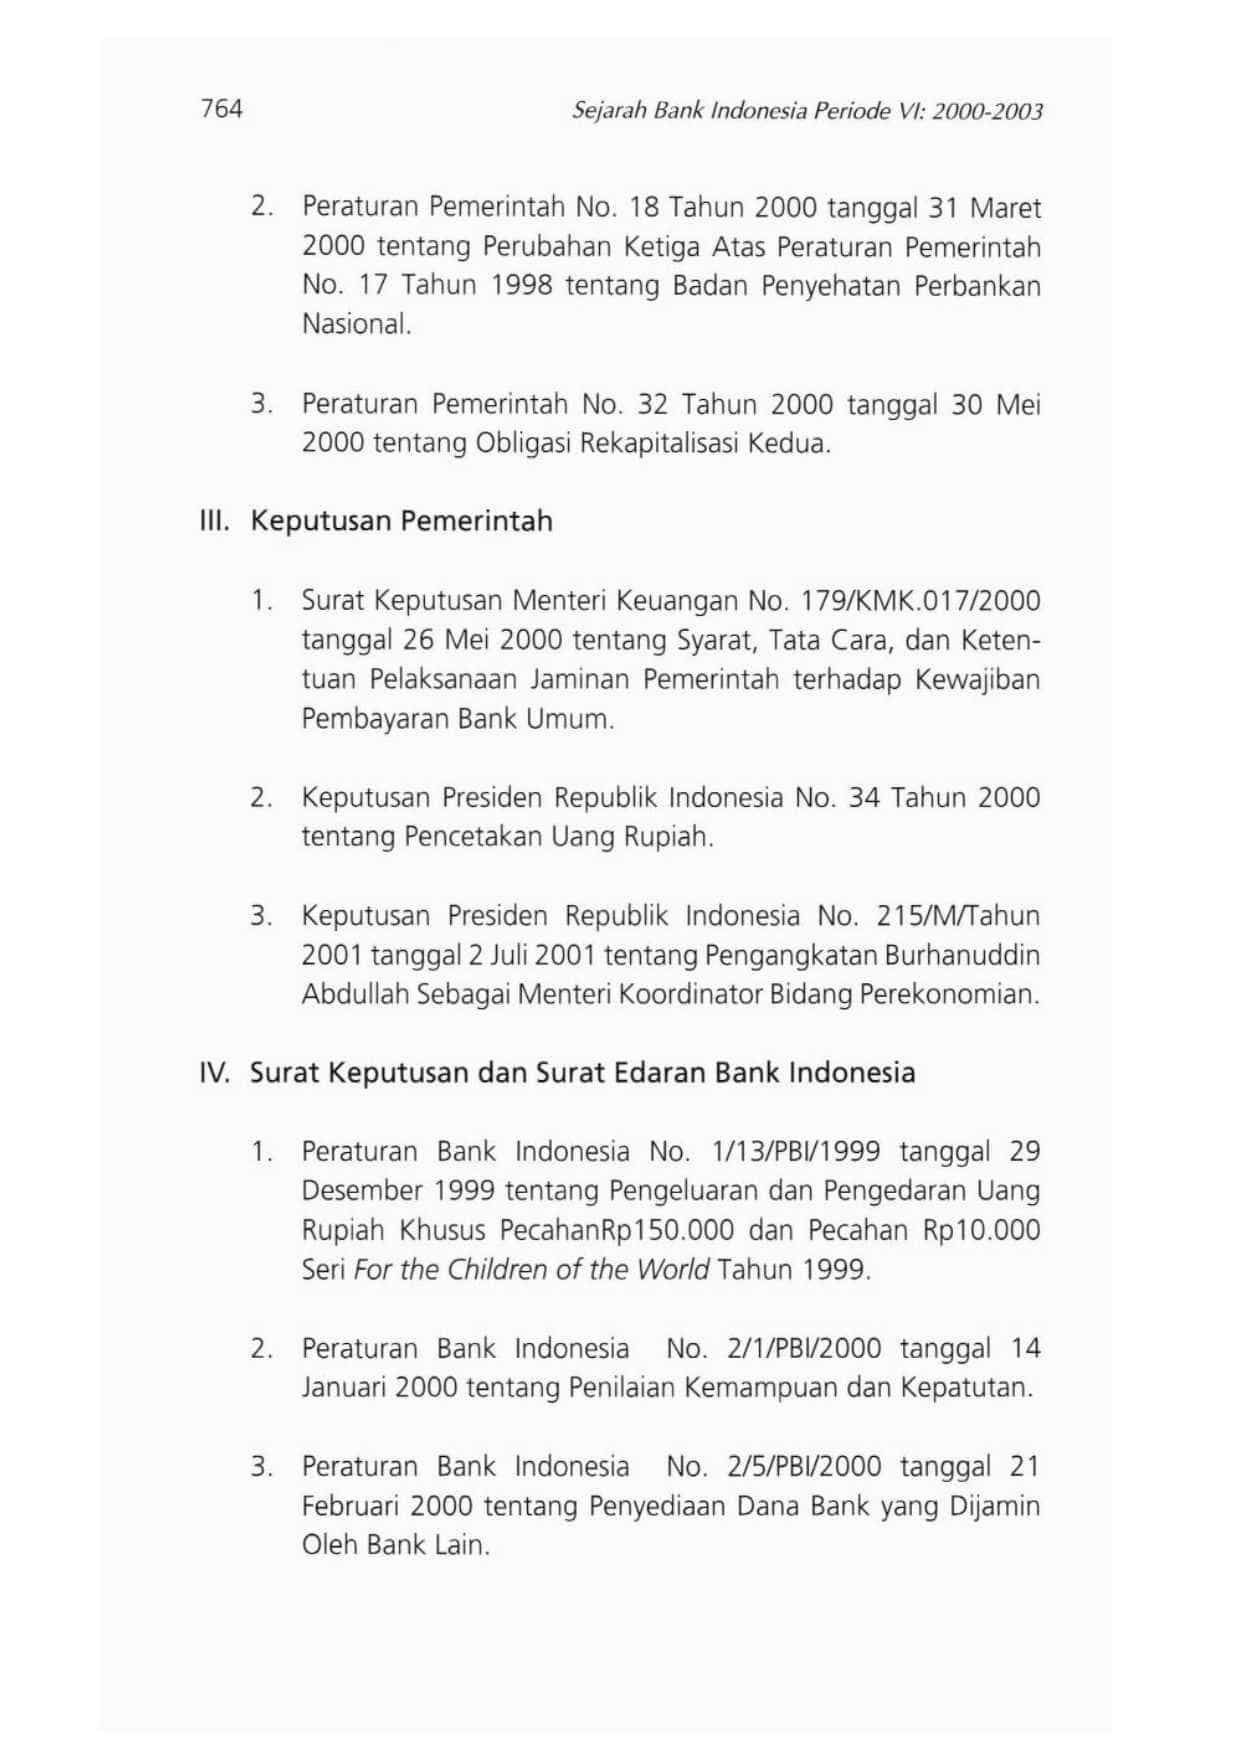 764 Sejarah Bank Indonesia Periode VI: 2000-2003
2. Peraturan Pemerintah No. 18 Tahun 2000 tanggal 31 Maret
2000 tentang Perubahan Ketiga Atas Peraturan Pemerintah
No. 17 Tahun 1998 tentang Badan Penyehatan Perbankan
Nasional.
3. Peraturan Pemerintah No. 32 Tahun 2000 tanggal 30 Mei
2000 tentang Obligasi Rekapitalisasi Kedua.
III. Keputusan Pemerintah
1. Surat Keputusan Menteri Keuangan No. 179/KMK.017/2000
tanggal 26 Mei 2000 tentang Syarat, Tata Cara, dan Keten-
tuan Pelaksanaan Jaminan Pemerintah terhadap Kewajiban
Pembayaran Bank Umum.
2. Keputusan Presiden Republik Indonesia No. 34 Tahun 2000
tentang Pencetakan Uang Rupiah.
3. Keputusan Presiden Republik Indonesia No. 215/M/Tahun
2001 tanggal 2 Juli 2001 tentang Pengangkatan Burhanuddin
Abdullah Sebagai Menteri Koordinator Bidang Perekonomian.
IV. Surat Keputusan dan Surat Edaran Bank Indonesia
1. Peraturan Bank Indonesia No. 1/13/PBI/1999 tanggal 29
Desember 1999 tentang Pengeluaran dan Pengedaran Uang
Rupiah Khusus PecahanRp150.000 dan Pecahan Rp10.000
Seri For the Children of the World Tahun 1999.
2. Peraturan Bank Indonesia No. 2/1/PBI/2000 tanggal 14
Januari 2000 tentang Penilaian Kemampuan dan Kepatutan.
3. Peraturan Bank Indonesia No. 2/5/PBI/2000 tanggal 21
Februari 2000 tentang Penyediaan Dana Bank yang Dijamin
Oleh Bank Lain.